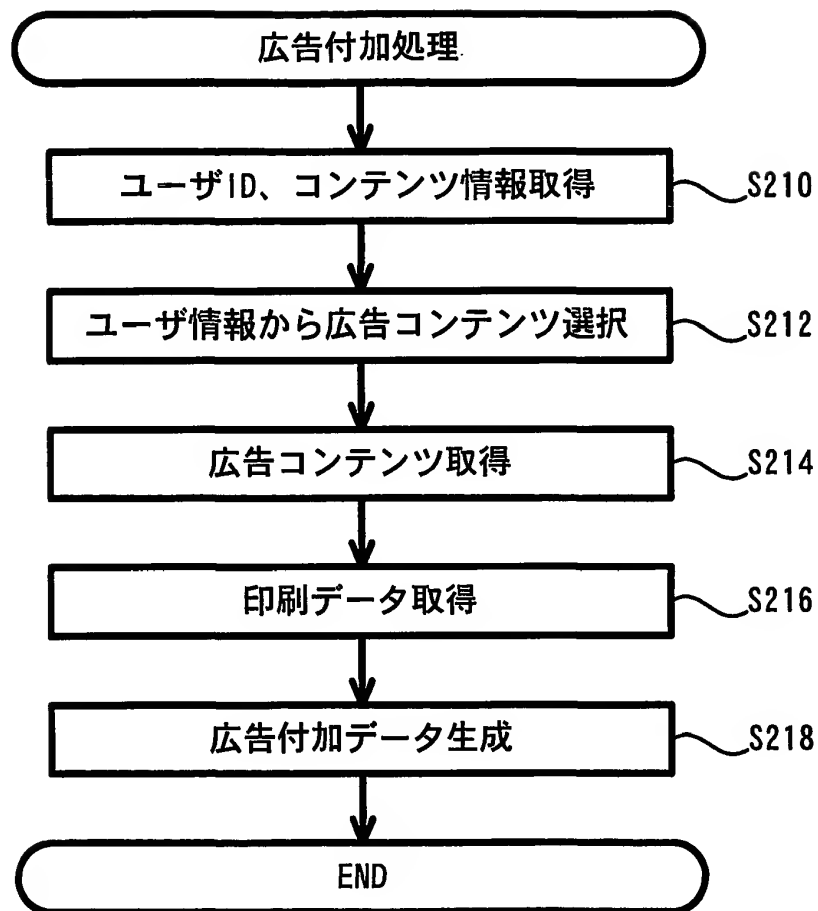 広告付加処理
ユーザID、コンテンツ情報取得 S210
ユーザ情報から広告コンテンツ選択 S212
広告コンテンツ取得 S214
印刷データ取得 S216
広告付加データ生成 S218
END